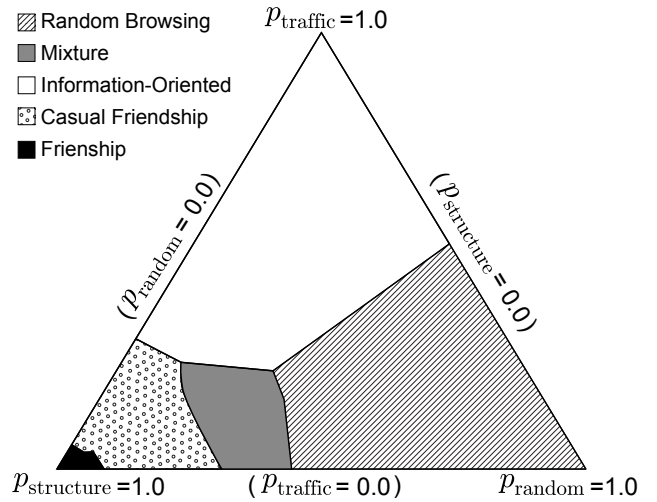 Random Browsing
Mixture
Information-Oriented
Casual Friendship
Frienship
p_traffic =1.0
(p_random = 0.0)
(p_structure = 0.0)
p_structure =1.0
(p_traffic = 0.0)
p_random =1.0